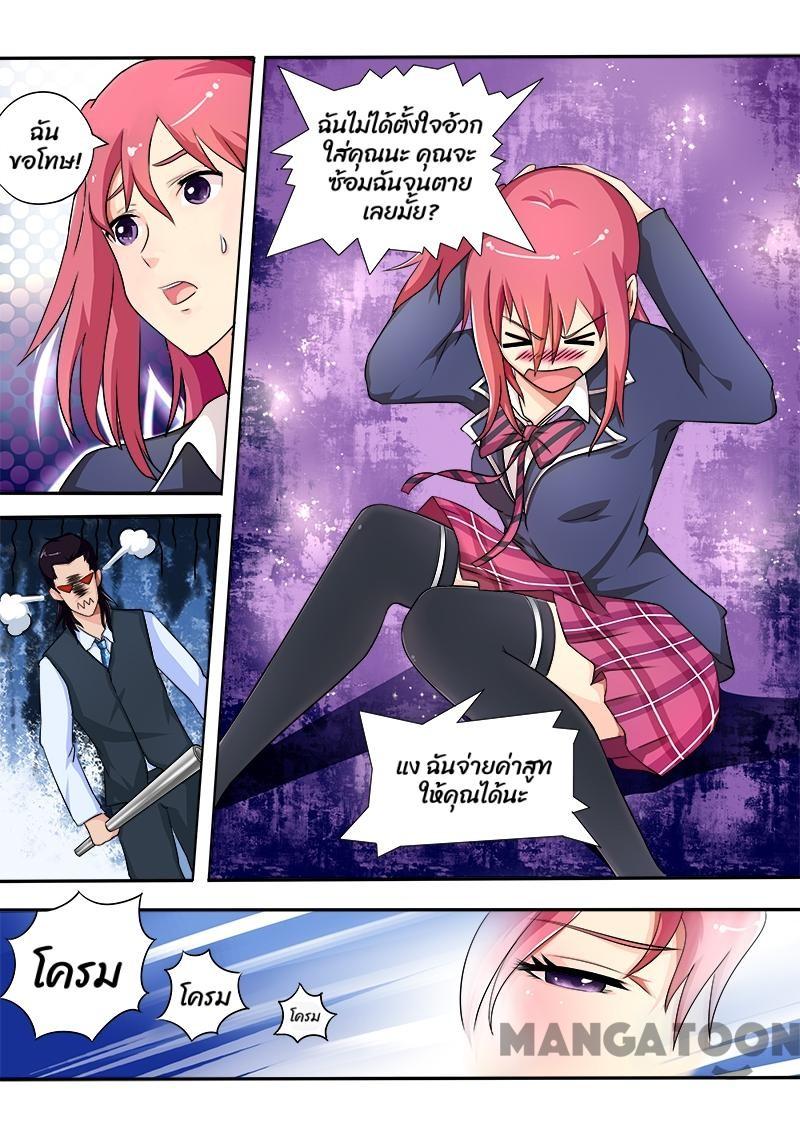 ฉัน
ขอโทษ!
ฉันไม่ได้ตั้งใจอ้วก
ใส่คุณนะ คุณจะ
ซ้อมฉันจนตาย
เลยมั้ย?
แง ฉันจ่ายค่าสูท
ให้คุณได้นะ
โครม
โครม
โครม
MANGATOON